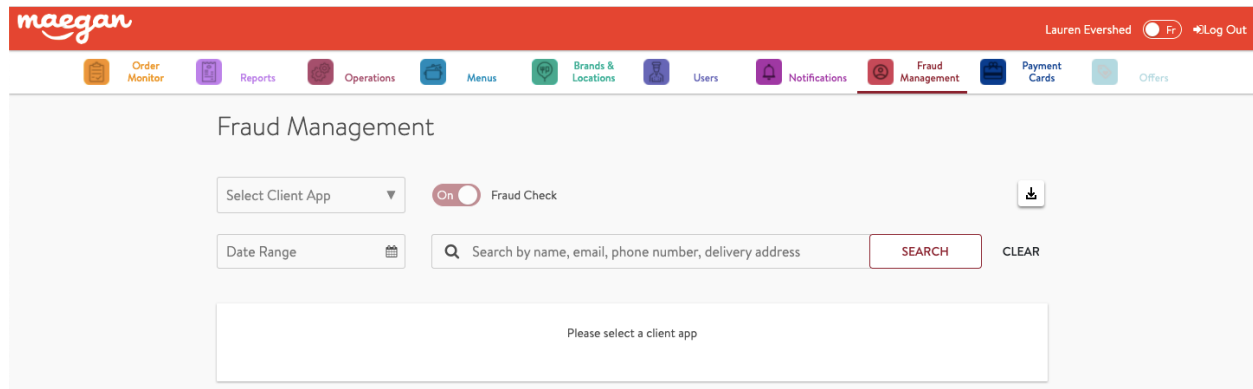 maegan
Lauren Evershed Fr Log Out
Order Monitor
Reports
Operations
Menus
Brands & Locations
Users
Notifications
Fraud Management
Payment Cards
Offers
Fraud Management
Select Client App
On Fraud Check
Date Range
Search by name, email, phone number, delivery address
SEARCH
CLEAR
Please select a client app